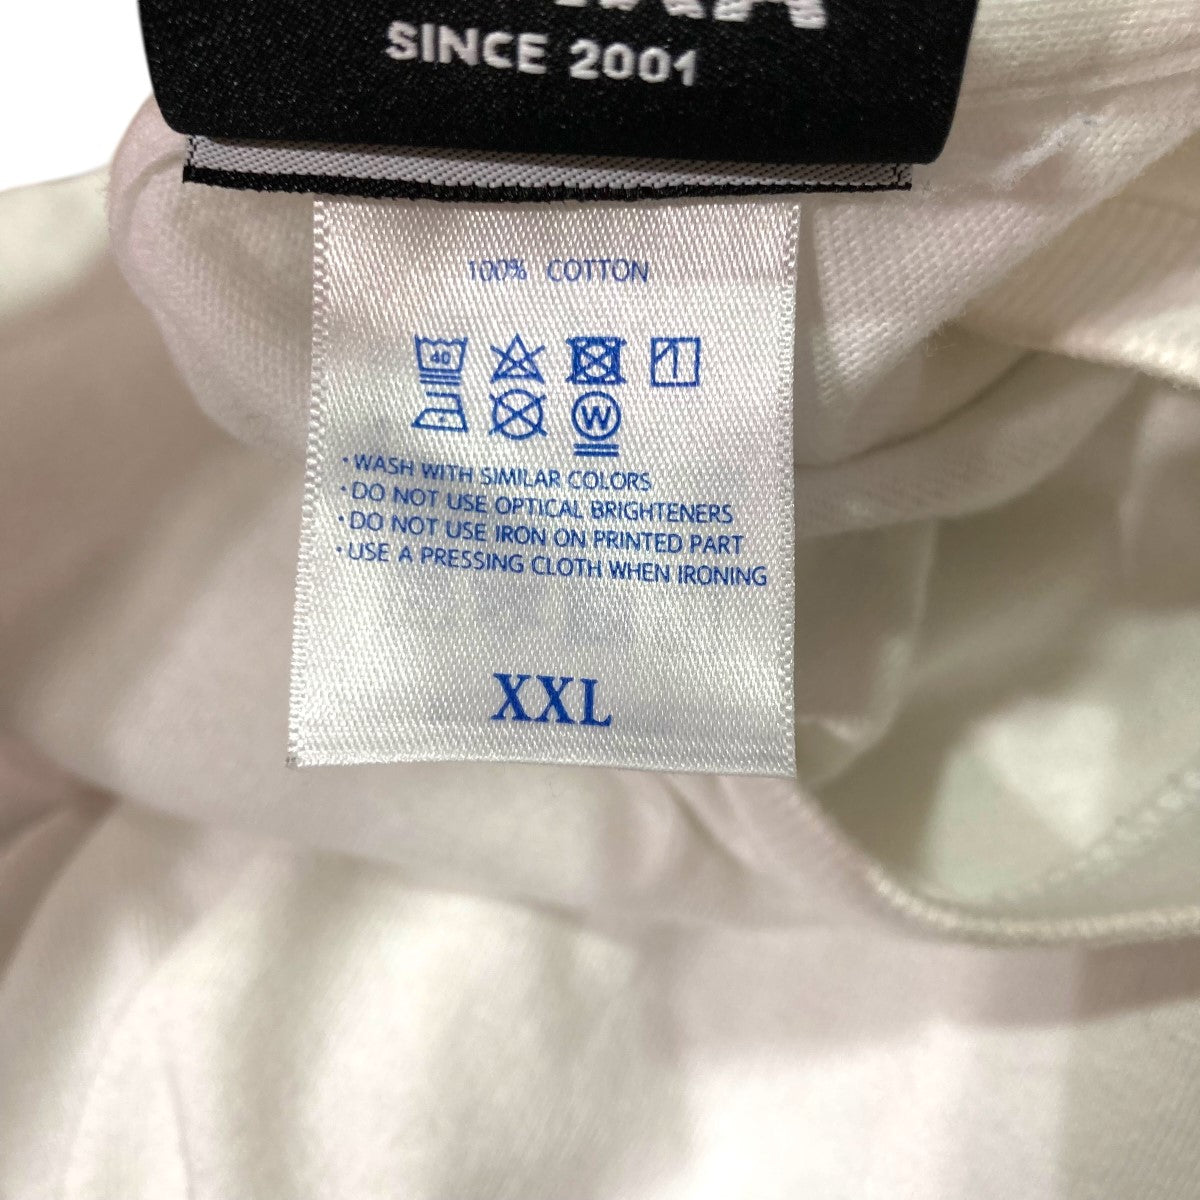 SINCE 2001
100% COTTON
40
W
• WASH WITH SIMILAR COLORS
• DO NOT USE OPTICAL BRIGHTENERS
• DO NOT USE IRON ON PRINTED PART
• USE A PRESSING CLOTH WHEN IRONING
XXL